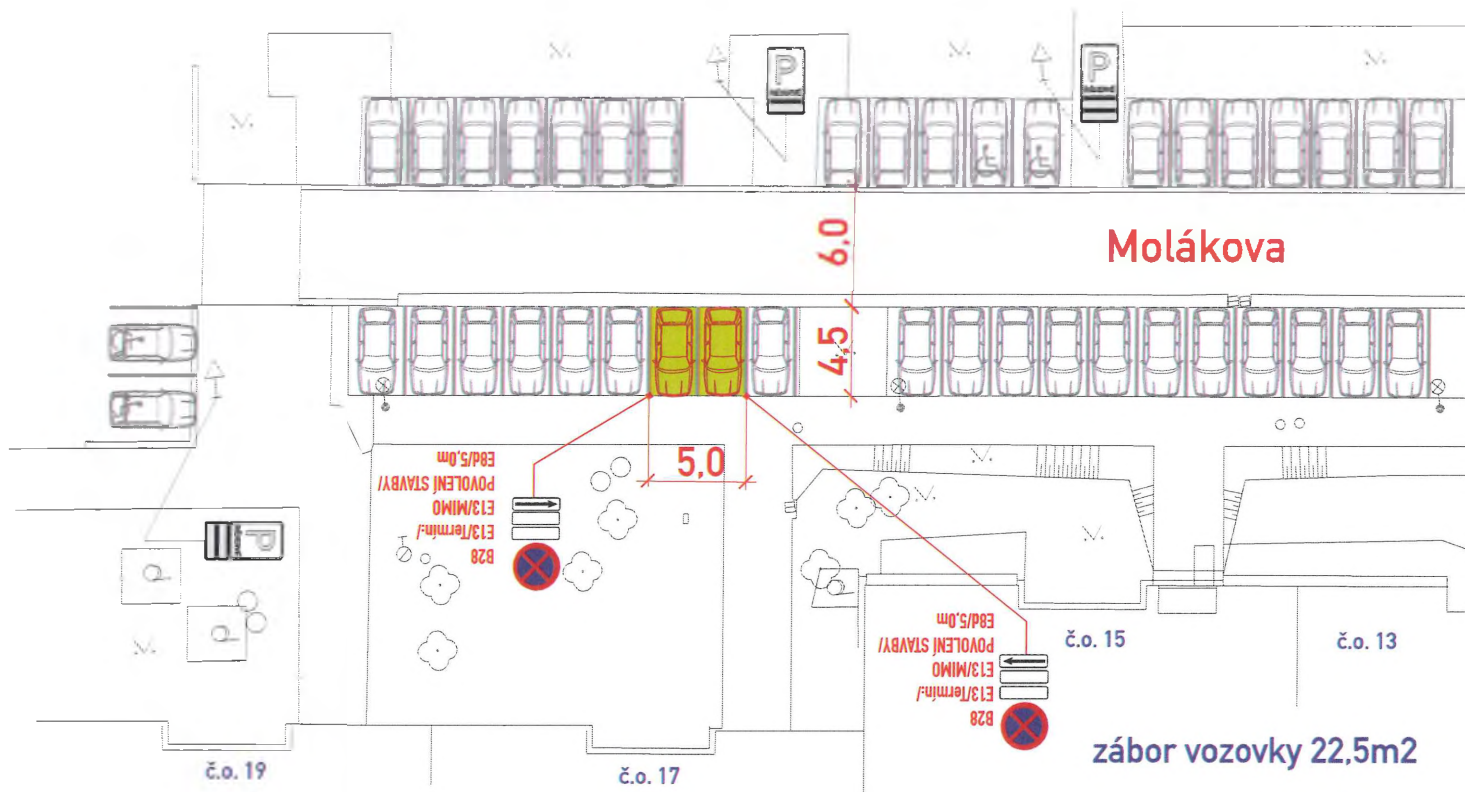 P
P
6,0
Molákova
4,5
5,0
E8d/5,0m
POVOLENÍ STAVBY/
E13/MIMO
E13/Termín:/
B28
P
E8d/5,0m
POVOLENÍ STAVBY/
E13/MIMO
E13/Termín:/
B28
č.o. 15
č.o. 13
č.o. 19
č.o. 17
zábor vozovky 22,5m2